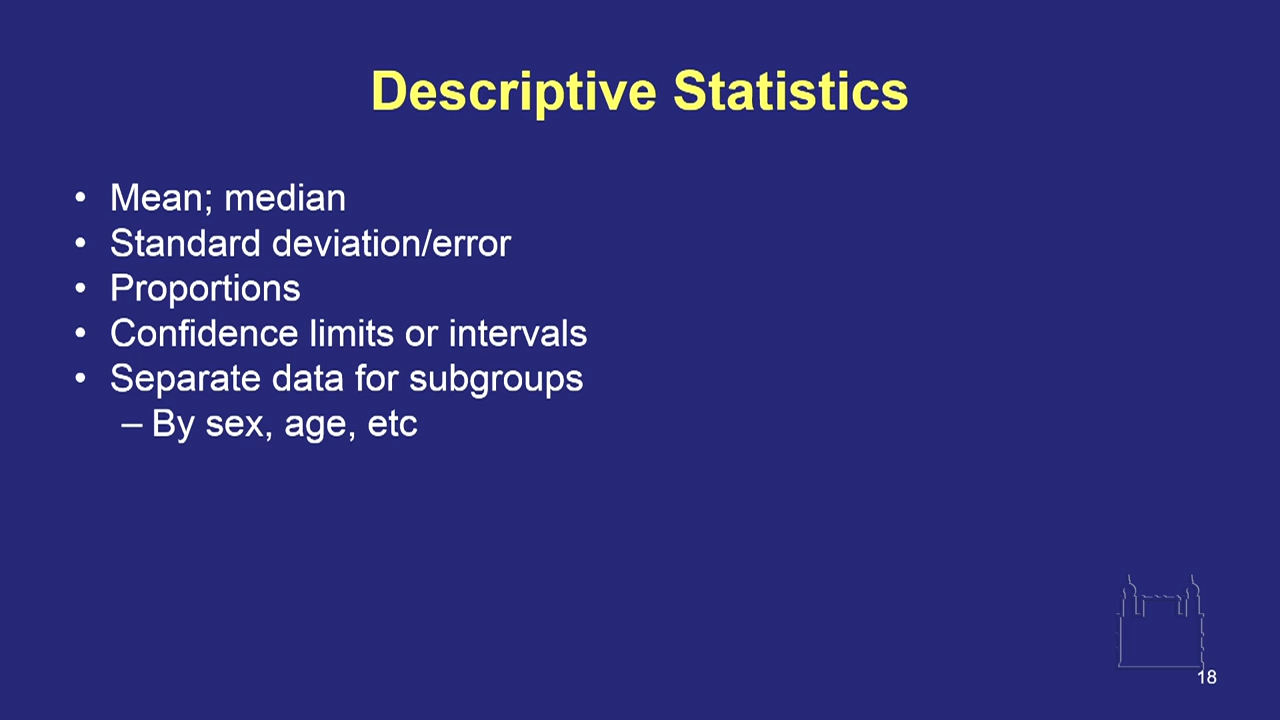 Descriptive Statistics
• Mean; median
• Standard deviation/error
• Proportions
• Confidence limits or intervals
• Separate data for subgroups
– By sex, age, etc
18